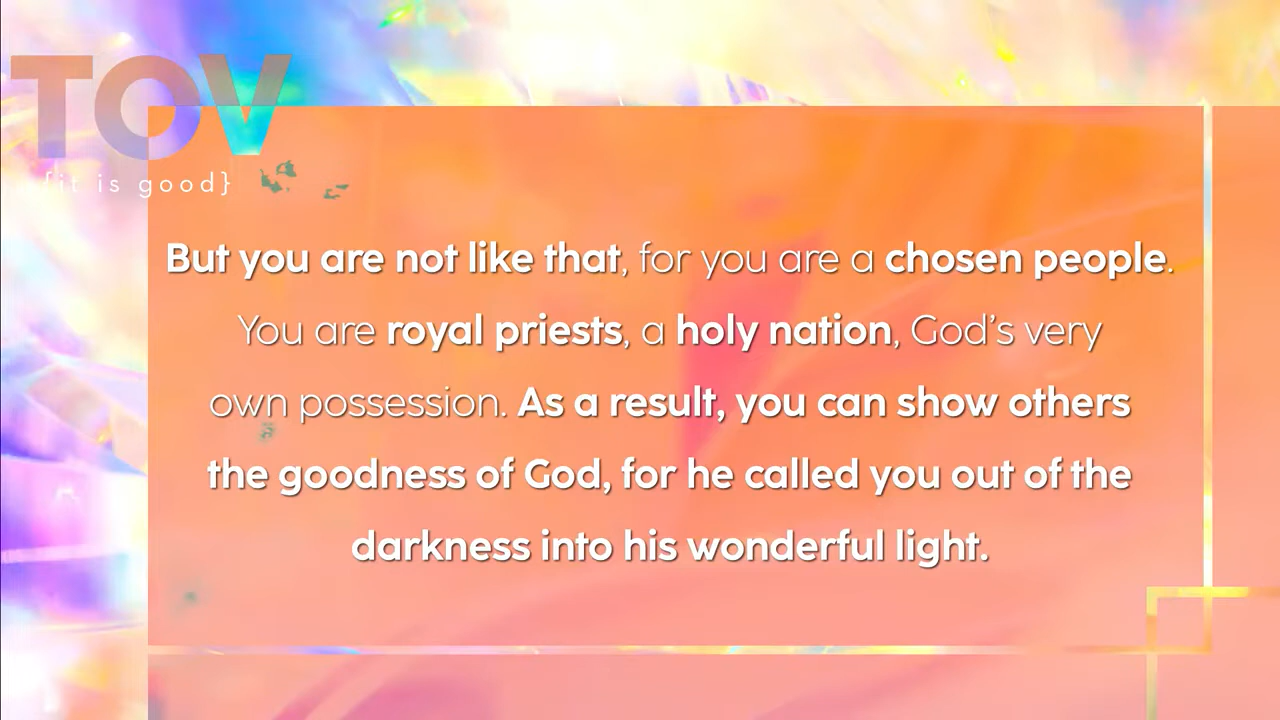 TOV
{it is good}
But you are not like that, for you are a chosen people.
You are royal priests, a holy nation, God’s very
own possession. As a result, you can show others
the goodness of God, for he called you out of the
darkness into his wonderful light.